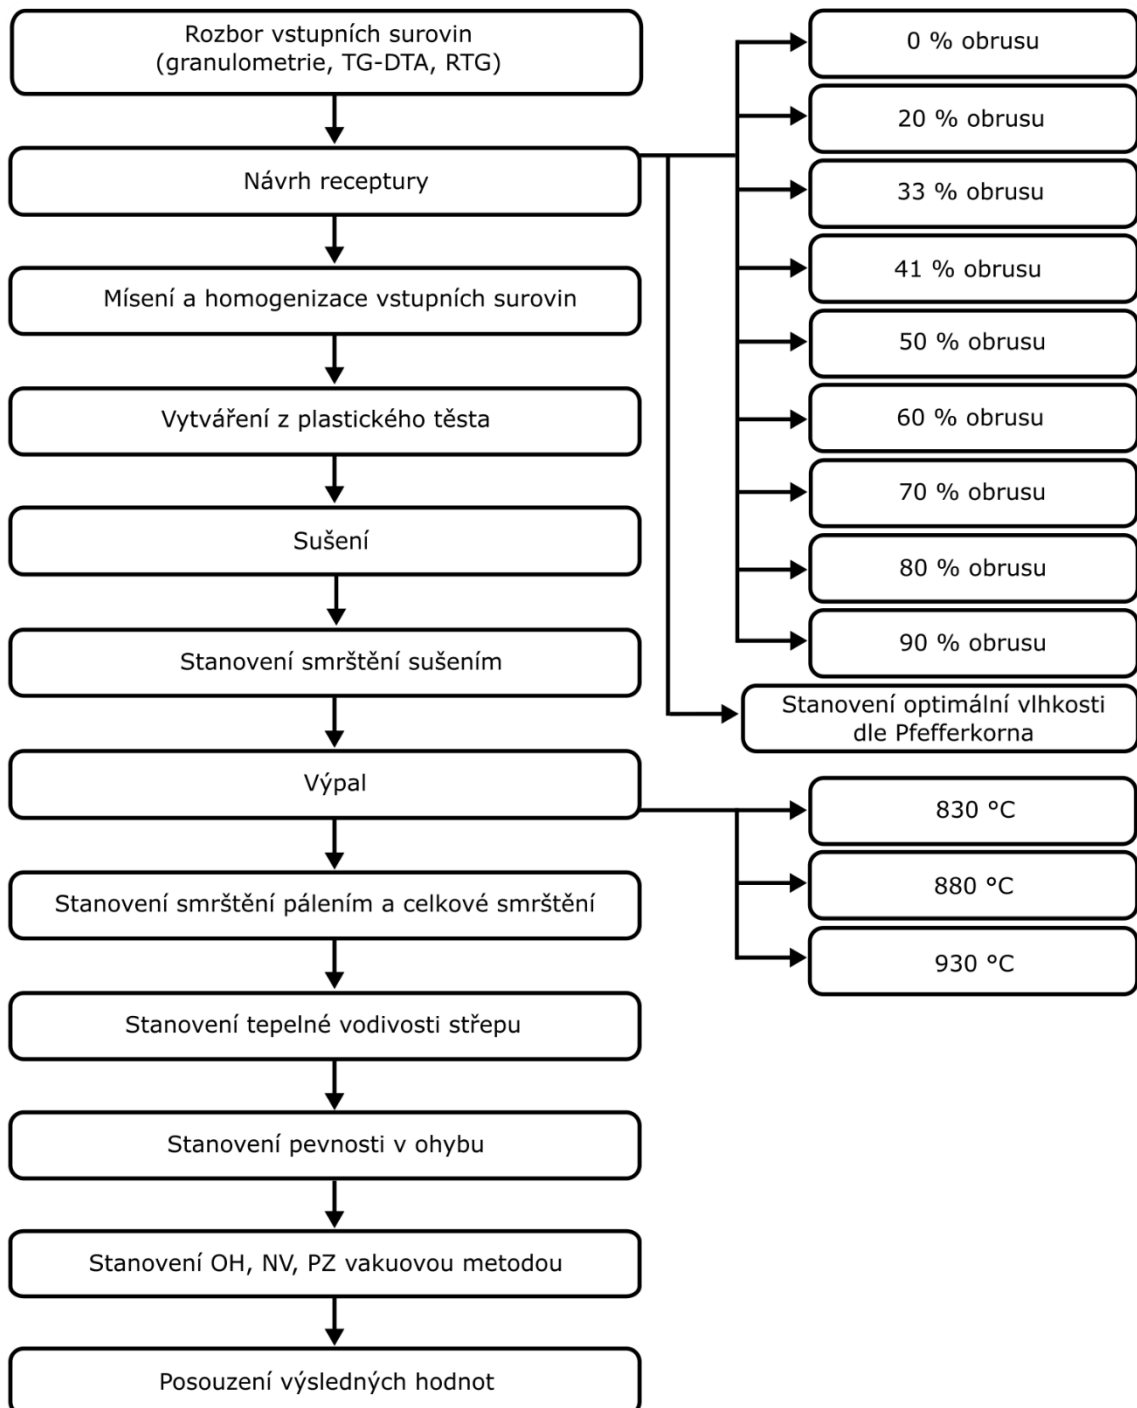 Rozbor vstupních surovin
(granulometrie, TG-DTA, RTG)
Návrh receptury
0 % obrusu
20 % obrusu
33 % obrusu
41 % obrusu
50 % obrusu
60 % obrusu
70 % obrusu
80 % obrusu
90 % obrusu
Stanovení optimální vlhkosti
dle Pfefferkorna
Mísení a homogenizace vstupních surovin
Vytváření z plastického těsta
Sušení
Stanovení smrštění sušením
Výpal
830 °C
880 °C
930 °C
Stanovení smrštění pálením a celkové smrštění
Stanovení tepelné vodivosti střepu
Stanovení pevnosti v ohybu
Stanovení OH, NV, PZ vakuovou metodou
Posouzení výsledných hodnot